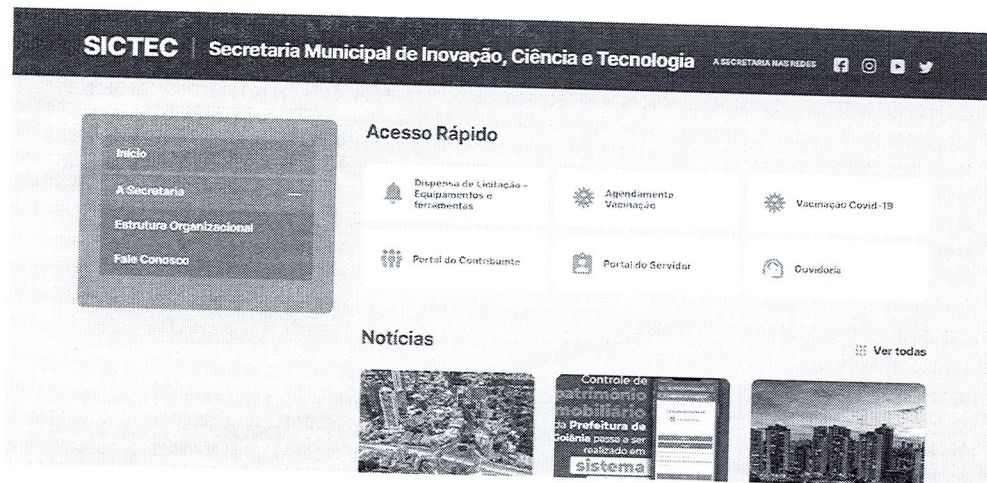 SICTEC | Secretaria Municipal de Inovação, Ciência e Tecnologia
A SECRETARIA NAS REDES
Início
A Secretaria
Estrutura Organizacional
Fale Conosco
Acesso Rápido
Dispensa de Licitação –
Equipamentos e
ferramentas
Agendamento
Vacinação
Vacinação Covid-19
Portal do Contribuinte
Portal do Servidor
Ouvidoria
Notícias
Ver todas
Controle de
patrimônio
mobiliário
da Prefeitura de
Goiânia passa a ser
realizado em
sistema